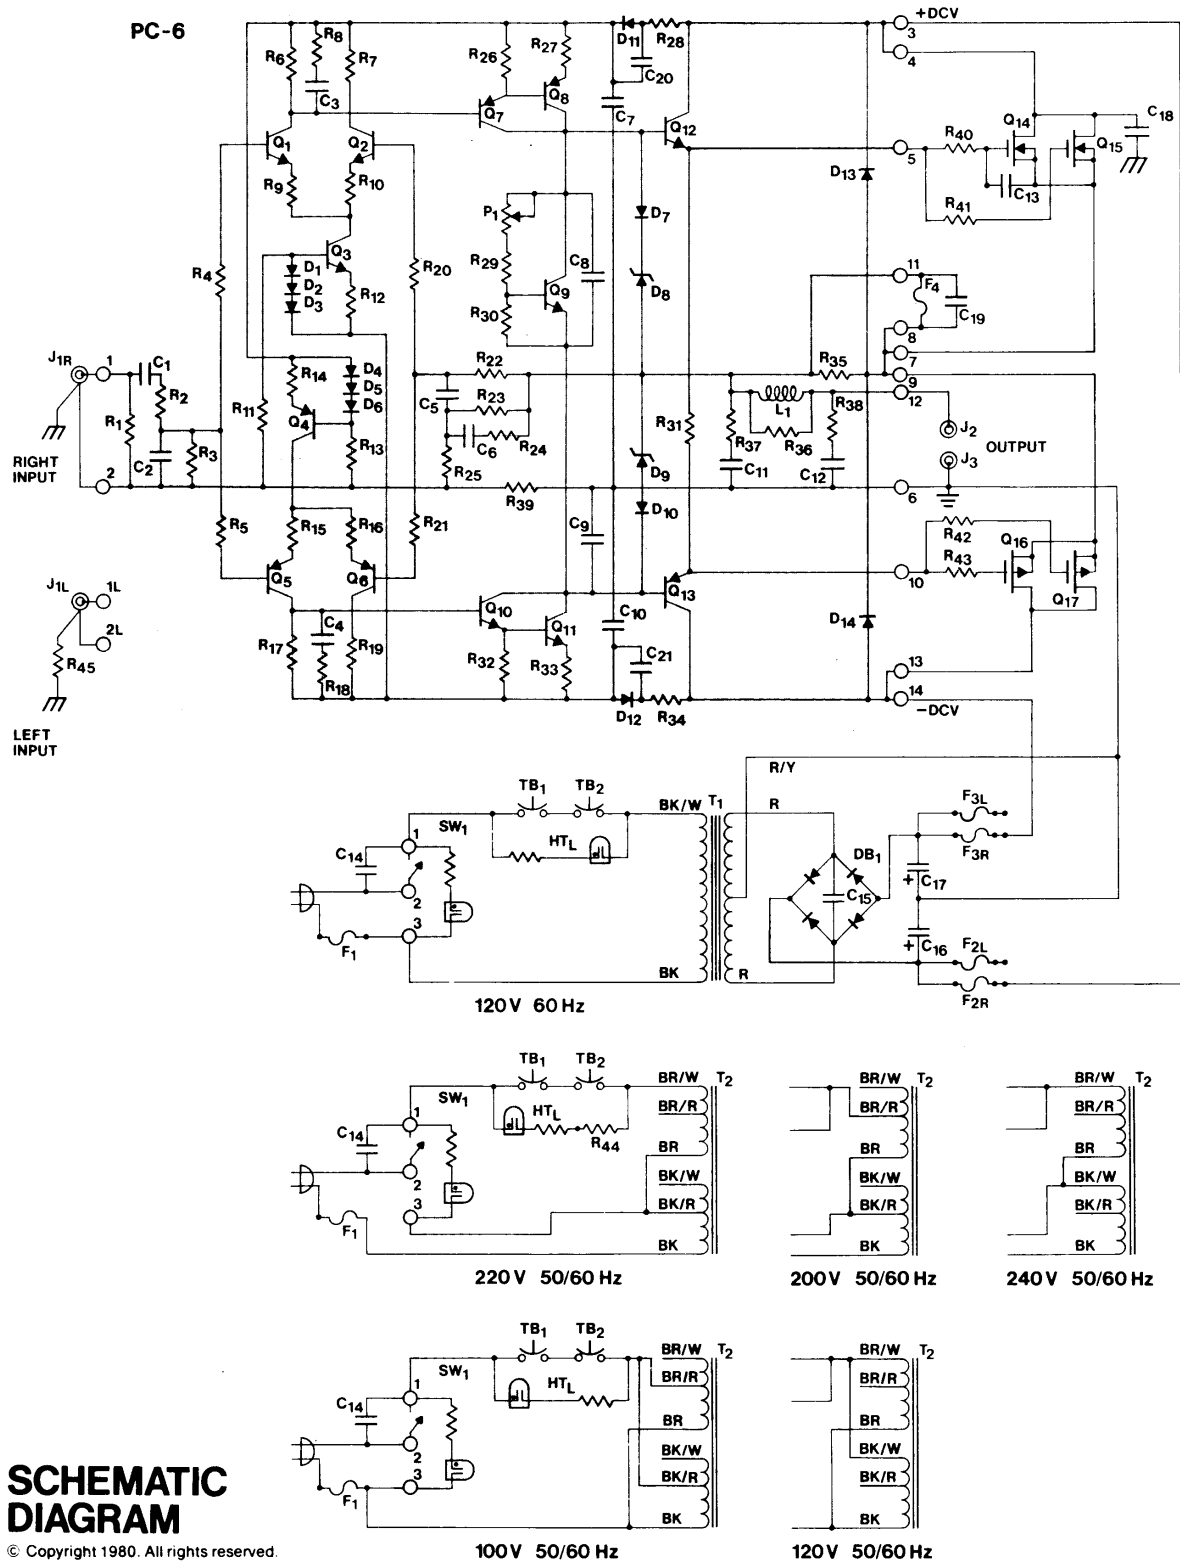 PC-6
+DCV
3
4
R6
R8
R7
R26
R27
D11
R28
C20
C3
Q7
Q8
C7
Q12
Q14
Q15
C18
Q1
Q2
5
R40
C13
R41
R9
R10
D13
P1
D7
R4
Q3
D1
D2
D3
R12
R20
R29
Q9
C8
D8
R30
11
F4
C19
8
7
J1R
1
C1
R2
R14
D4
D5
D6
R22
R35
9
12
R1
R11
Q4
C5
R23
C6
R24
L1
R38
R37
R36
R31
J2
OUTPUT
J3
RIGHT
INPUT
2
C2
R3
R13
R25
D9
C11
C12
R39
6
R5
R15
R16
R21
C9
D10
R42
R43
Q16
Q17
Q5
Q6
10
Q13
J1L
1L
2L
Q10
Q11
C10
D14
R17
C4
R19
R18
R32
R33
C21
R45
13
14
-DCV
D12
R34
LEFT
INPUT
R/Y
TB1
TB2
BK/W
T1
R
F3L
SW1
1
HTL
F3R
C14
DB1
C15
C17
+
2
3
F1
C16
+
F2L
BK
R
F2R
120V 60Hz
TB1
TB2
BR/W
T2
BR/W
T2
BR/W
T2
SW1
BR/R
BR/R
BR/R
1
HTL
R44
C14
BR
BR
BR
2
BK/W
BK/W
BK/W
3
BK/R
BK/R
BK/R
F1
BK
BK
BK
220V 50/60 Hz
200V 50/60 Hz
240V 50/60 Hz
TB1
TB2
BR/W
T2
BR/W
T2
SW1
BR/R
BR/R
1
HTL
C14
BR
BR
2
BK/W
BK/W
3
BK/R
BK/R
F1
BK
BK
100V 50/60 Hz
120V 50/60 Hz
SCHEMATIC
DIAGRAM
© Copyright 1980. All rights reserved.